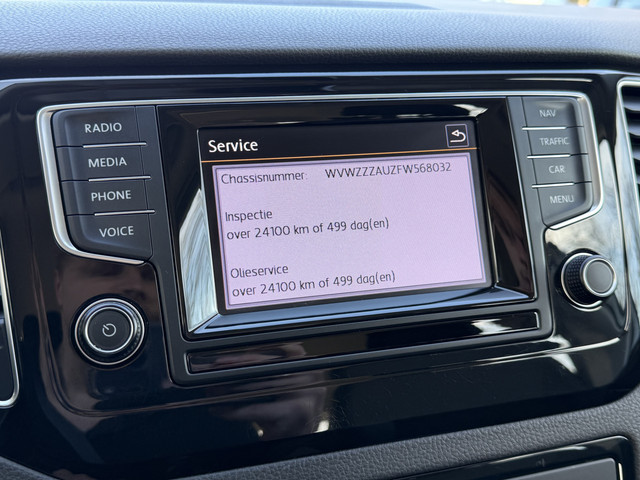 RADIO
MEDIA
PHONE
VOICE
Service
Chassisnummer: WVWZZZAUZFW568032
Inspectie
over 24100 km of 499 dag(en)
Olieservice
over 24100 km of 499 dag(en)
NAV
TRAFFIC
CAR
MENU